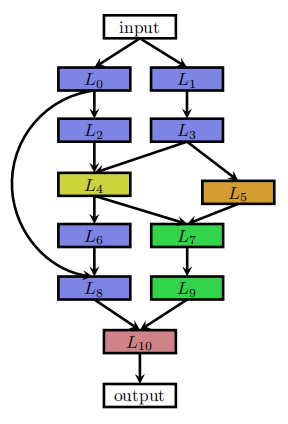 input
L₀ L₁
L₂ L₃
L₄
L₅
L₆ L₇
L₈ L₉
L₁₀
output